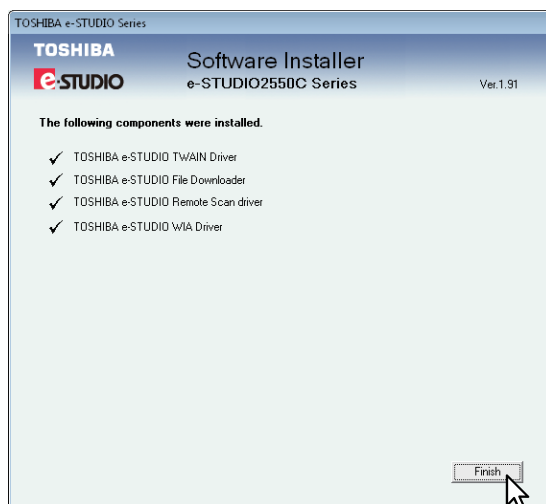 TOSHIBA e-STUDIO Series
TOSHIBA
e-STUDIO
Software Installer
e-STUDIO2550C Series
Ver.1.91
The following components were installed.
TOSHIBA e-STUDIO TWAIN Driver
TOSHIBA e-STUDIO File Downloader
TOSHIBA e-STUDIO Remote Scan driver
TOSHIBA e-STUDIO WIA Driver
Finish